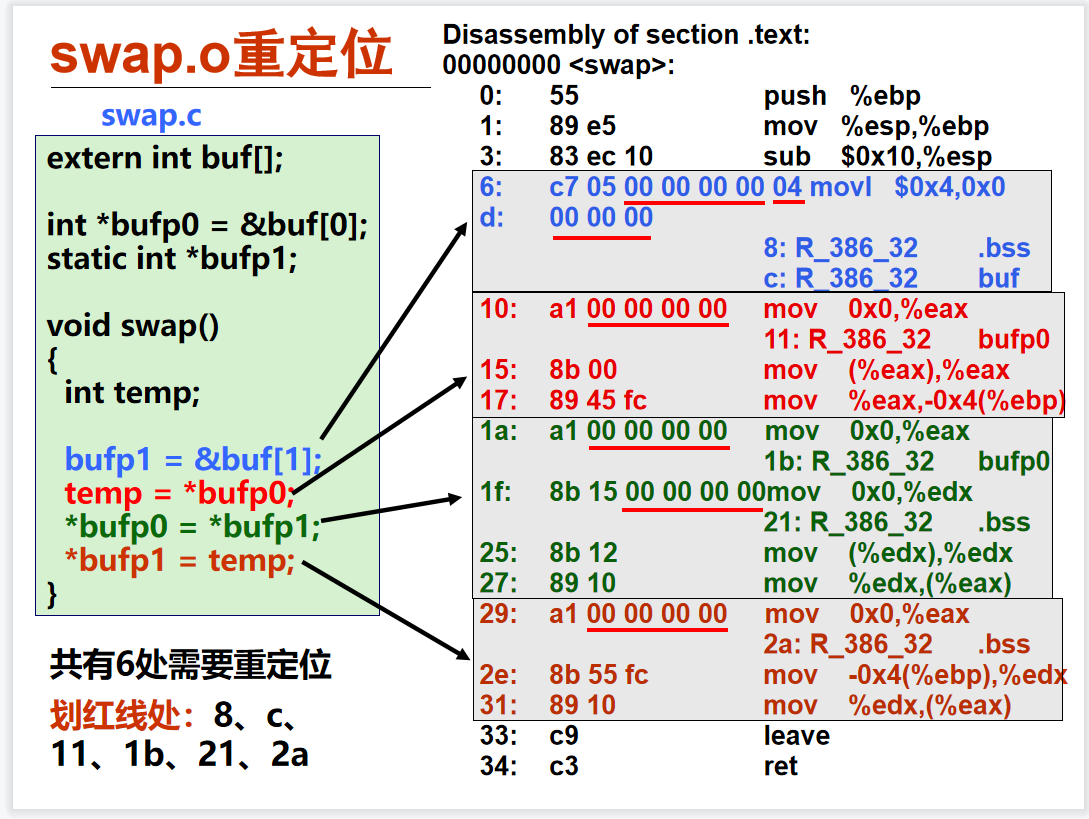 swap.o重定位
swap.c
extern int buf[];
int *bufp0 = &buf[0];
static int *bufp1;
void swap()
{
int temp;
bufp1 = &buf[1];
temp = *bufp0;
*bufp0 = *bufp1;
*bufp1 = temp;
}
共有6处需要重定位
划红线处：8、c、
11、1b、21、2a
Disassembly of section .text:
00000000 <swap>:
0: 55 push %ebp
1: 89 e5 mov %esp,%ebp
3: 83 ec 10 sub $0x10,%esp
6: c7 05 00 00 00 00 04 movl $0x4,0x0
d: 00 00 00
8: R_386_32 .bss
c: R_386_32 buf
10: a1 00 00 00 00 mov 0x0,%eax
11: R_386_32 bufp0
15: 8b 00 mov (%eax),%eax
17: 89 45 fc mov %eax,-0x4(%ebp)
1a: a1 00 00 00 00 mov 0x0,%eax
1b: R_386_32 bufp0
1f: 8b 15 00 00 00 00mov 0x0,%edx
21: R_386_32 .bss
25: 8b 12 mov (%edx),%edx
27: 89 10 mov %edx,(%eax)
29: a1 00 00 00 00 mov 0x0,%eax
2a: R_386_32 .bss
2e: 8b 55 fc mov -0x4(%ebp),%edx
31: 89 10 mov %edx,(%eax)
33: c9 leave
34: c3 ret